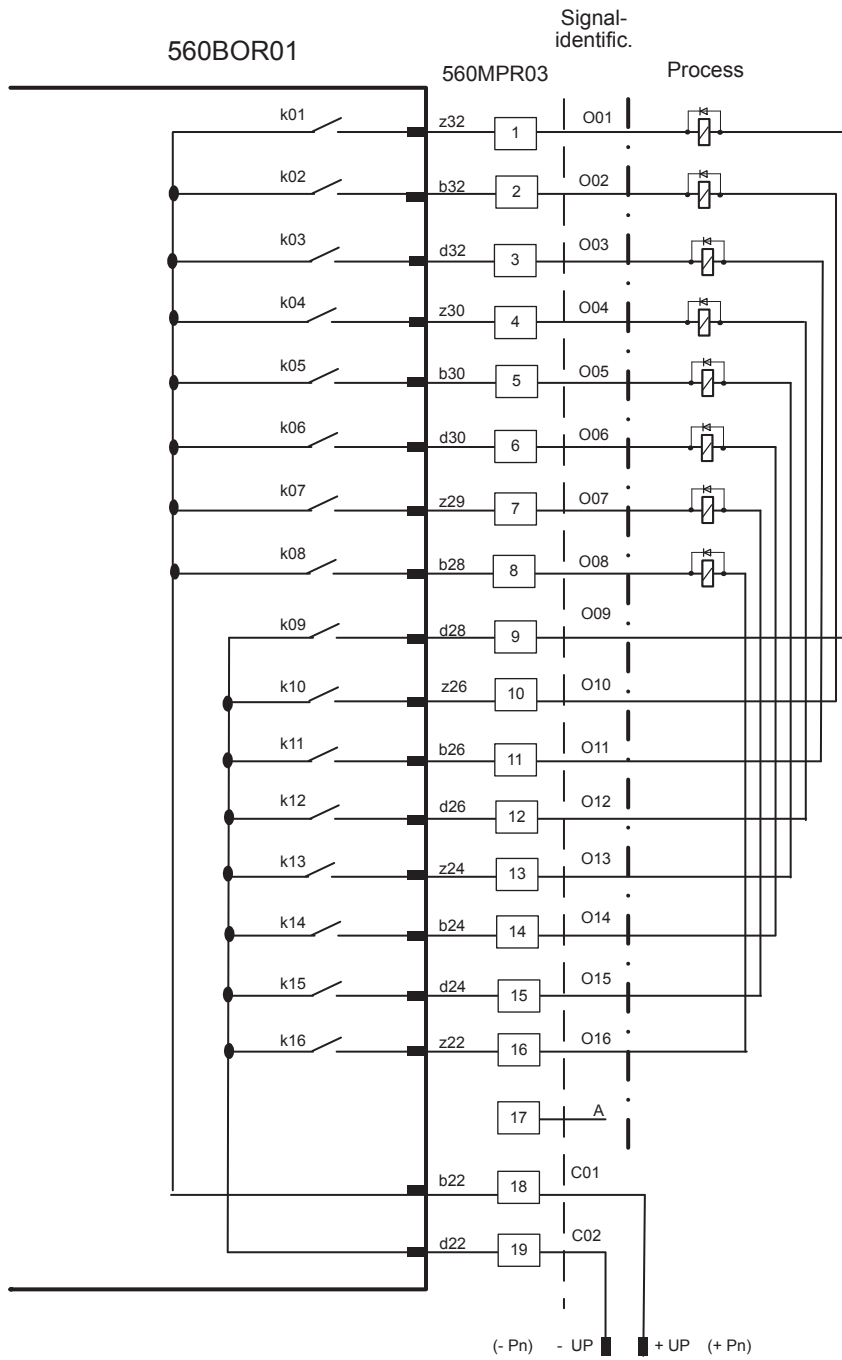 Signal-
identific.
560BOR01
560MPR03
Process
k01 z32 1 O01
k02 b32 2 O02
k03 d32 3 O03
k04 z30 4 O04
k05 b30 5 O05
k06 d30 6 O06
k07 z29 7 O07
k08 b28 8 O08
k09 d28 9 O09
k10 z26 10 O10
k11 b26 11 O11
k12 d26 12 O12
k13 z24 13 O13
k14 b24 14 O14
k15 d24 15 O15
k16 z22 16 O16
17 A
b22 18 C01
d22 19 C02
(- Pn) - UP + UP (+ Pn)